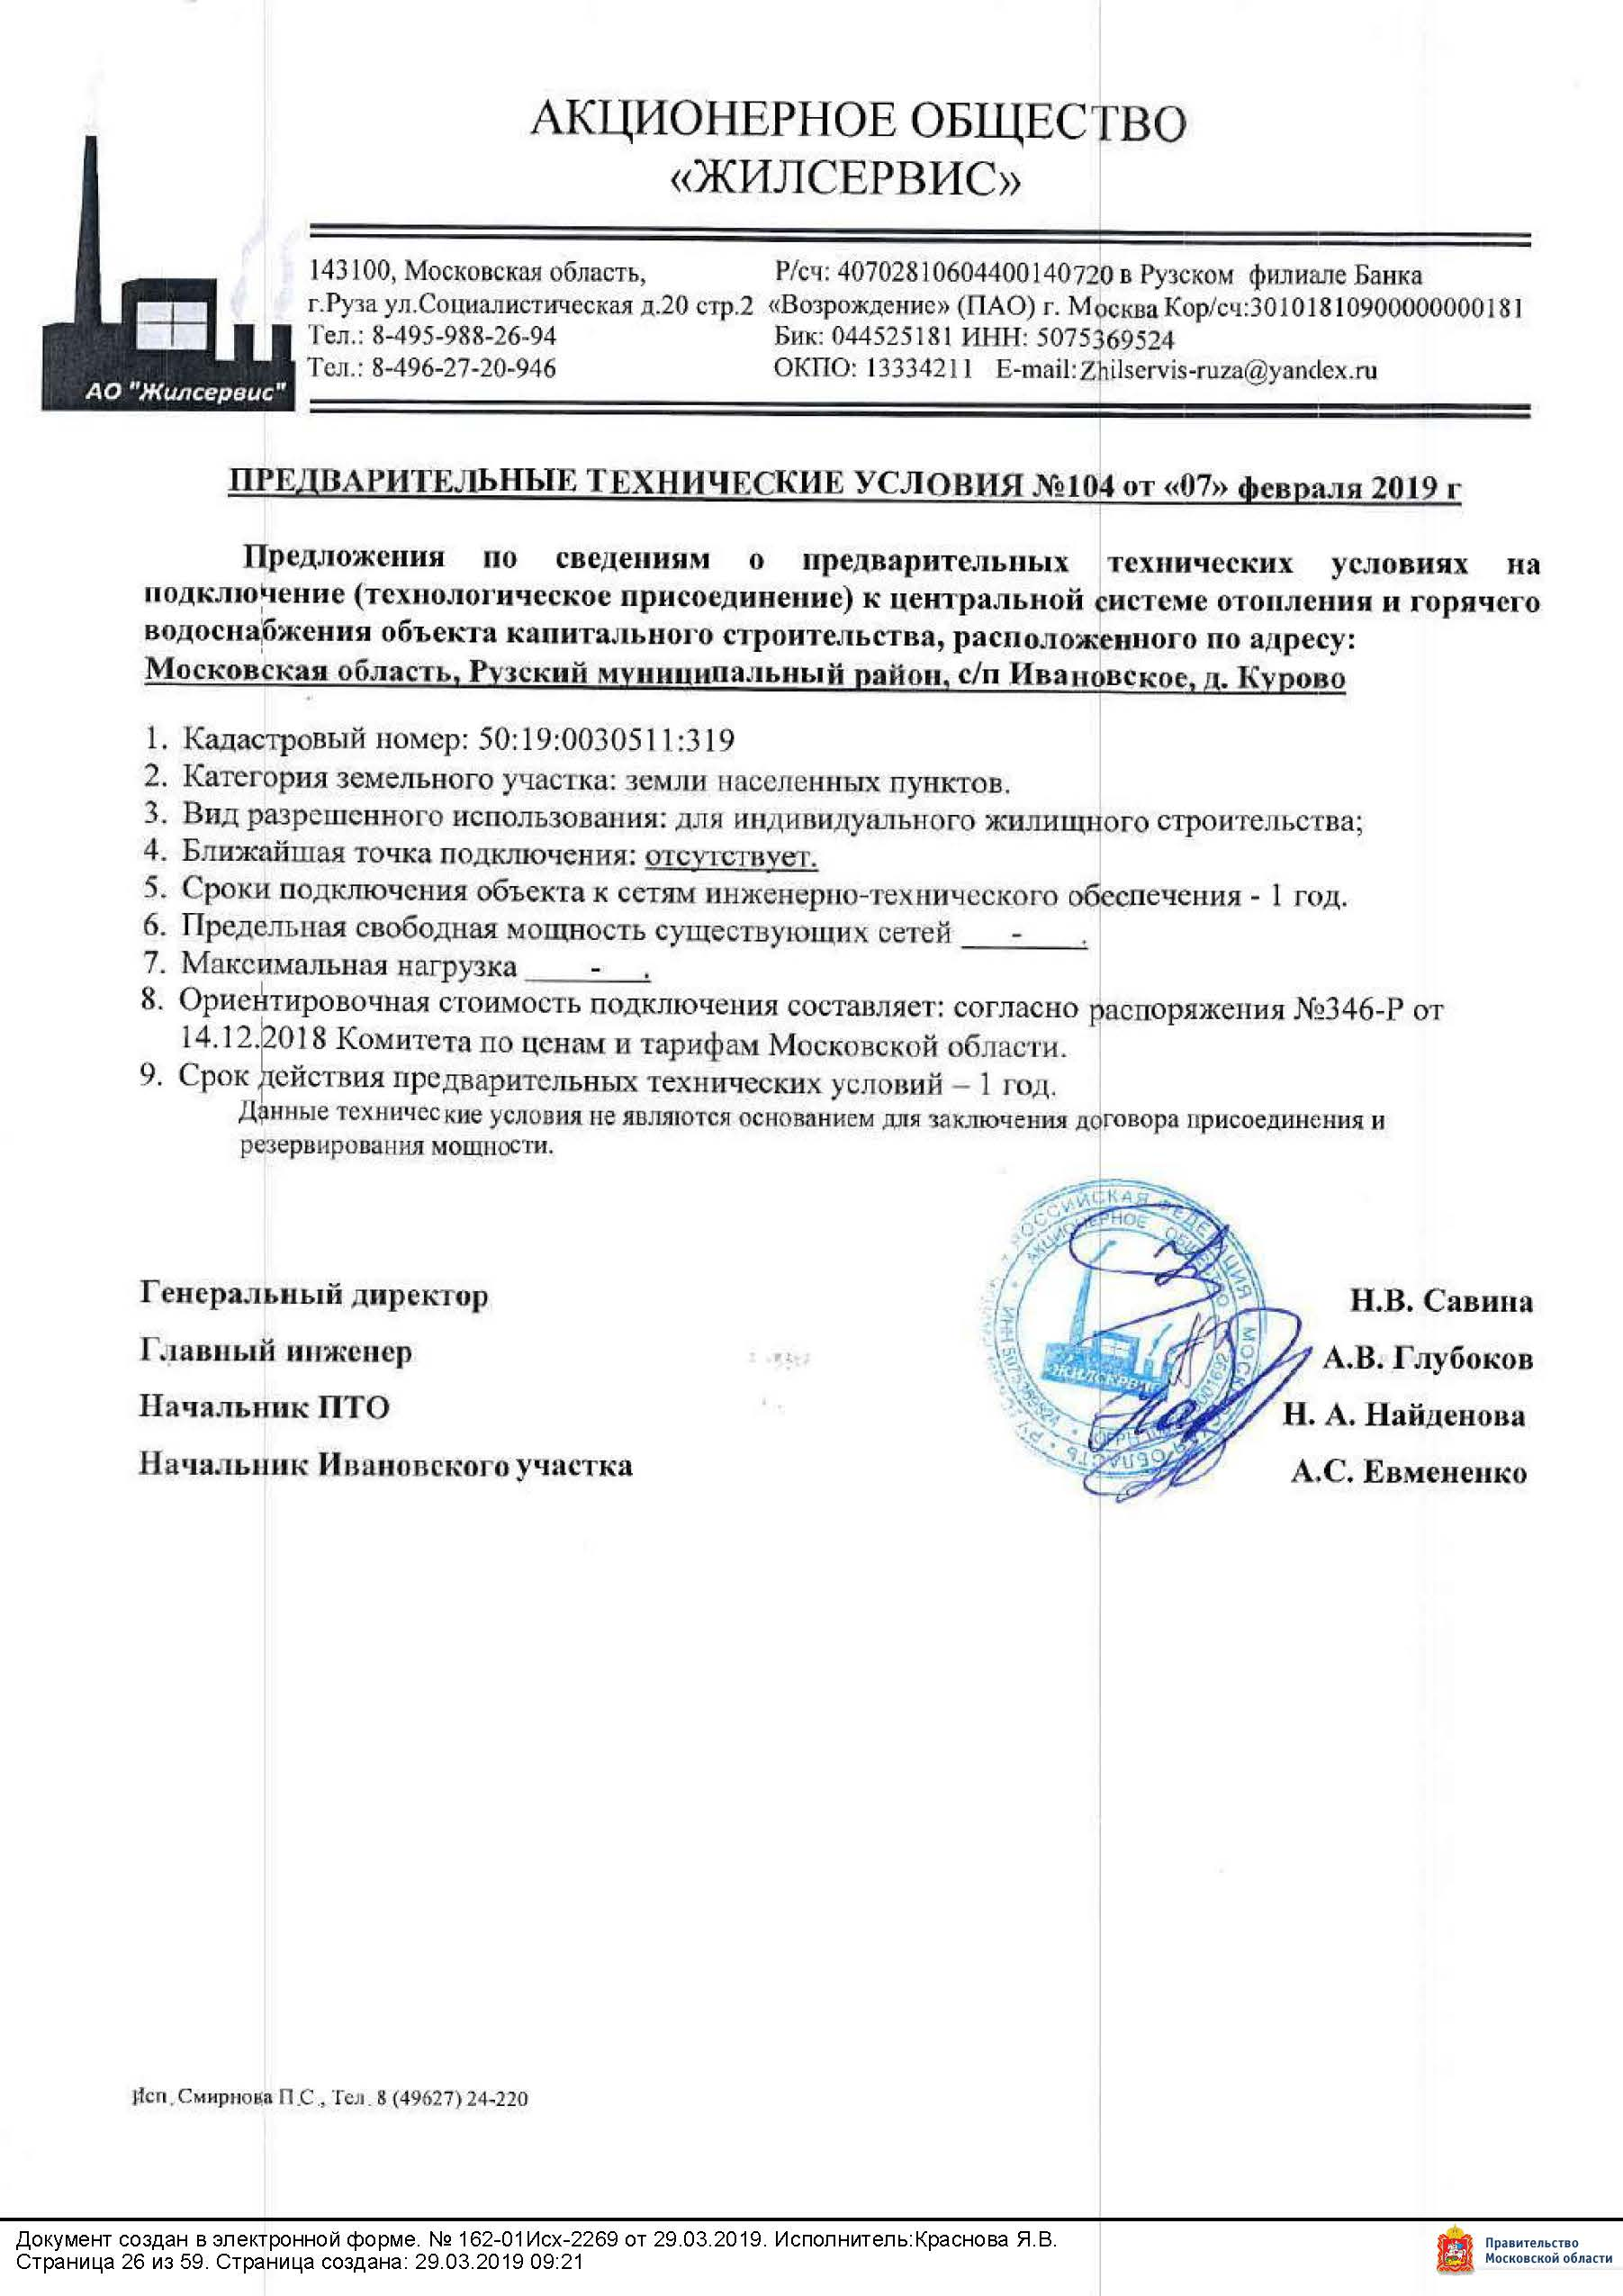 АКЦИОНЕРНОЕ ОБЩЕСТВО
«ЖИЛСЕРВИС»
АО "Жилсервис"
143100, Московская область,
г.Руза ул.Социалистическая д.20 стр.2
Тел.: 8-495-988-26-94
Тел.: 8-496-27-20-946
Р/сч: 40702810604400140720 в Рузском филиале Банка
«Возрождение» (ПАО) г. Москва Кор/сч:30101810900000000181
Бик: 044525181 ИНН: 5075369524
ОКПО: 13334211 E-mail:Zhilservis-ruza@yandex.ru
ПРЕДВАРИТЕЛЬНЫЕ ТЕХНИЧЕСКИЕ УСЛОВИЯ №104 от «07» февраля 2019 г
Предложения по сведениям о предварительных технических условиях на
подключение (технологическое присоединение) к центральной системе отопления и горячего
водоснабжения объекта капитального строительства, расположенного по адресу:
Московская область, Рузский муниципальный район, с/п Ивановское, д. Курово
1. Кадастровый номер: 50:19:0030511:319
2. Категория земельного участка: земли населенных пунктов.
3. Вид разрешенного использования: для индивидуального жилищного строительства;
4. Ближайшая точка подключения: отсутствует.
5. Сроки подключения объекта к сетям инженерно-технического обеспечения - 1 год.
6. Предельная свободная мощность существующих сетей ___-____.
7. Максимальная нагрузка ____-___.
8. Ориентировочная стоимость подключения составляет: согласно распоряжения №346-Р от
14.12.2018 Комитета по ценам и тарифам Московской области.
9. Срок действия предварительных технических условий – 1 год.
Данные технические условия не являются основанием для заключения договора присоединения и
резервирования мощности.
РОССИЙСКАЯ ФЕДЕРАЦИЯ МОСКОВСКАЯ ОБЛАСТЬ
АКЦИОНЕРНОЕ ОБЩЕСТВО
ЖИЛСЕРВИС
Генеральный директор Н.В. Савина
Главный инженер А.В. Глубоков
Начальник ПТО Н. А. Найденова
Начальник Ивановского участка А.С. Евмененко
Исп. Смирнова П.С., Тел. 8 (49627) 24-220
Документ создан в электронной форме. № 162-01Исх-2269 от 29.03.2019. Исполнитель:Краснова Я.В.
Страница 26 из 59. Страница создана: 29.03.2019 09:21
Правительство
Московской области